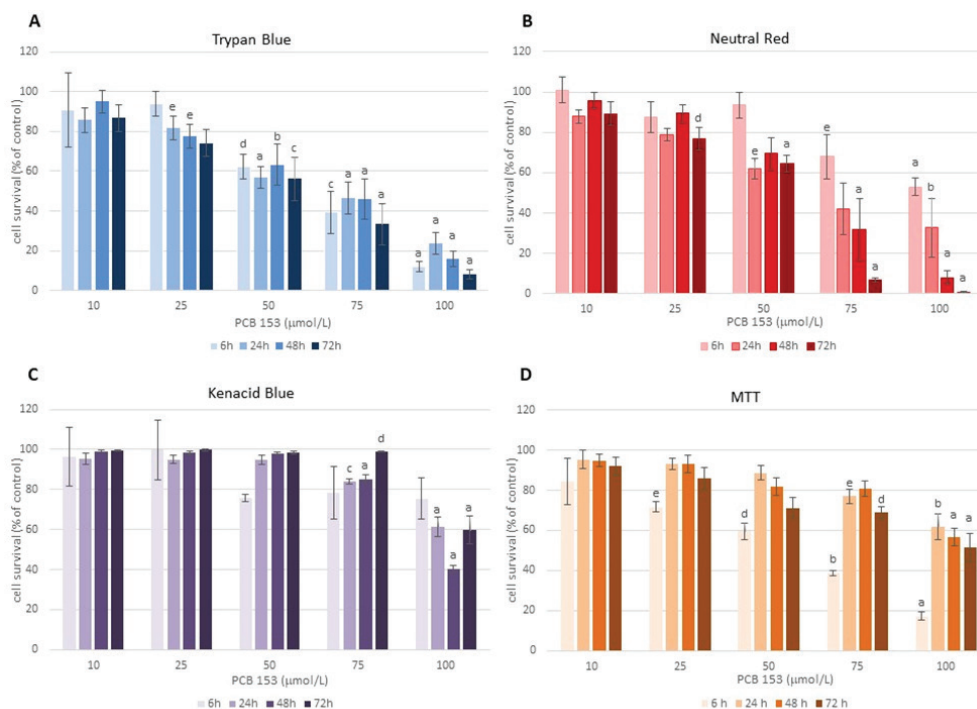 A
Trypan Blue
120
100
80
60
40
20
0
cell survival (% of control)
e
e
d
a
b
c
c
a
a
a
a
a
a
a
10
25
50
75
100
PCB 153 (µmol/L)
6h
24h
48h
72h
B
Neutral Red
120
100
80
60
40
20
0
cell survival (% of control)
d
e
a
e
a
a
c
b
a
a
10
25
50
75
100
PCB 153 (µmol/L)
6h
24h
48h
72h
C
Kenacid Blue
120
100
80
60
40
20
0
cell survival (% of control)
c
a
d
a
a
a
10
25
50
75
100
6h
24h
48h
72h
D
MTT
120
100
80
60
40
20
0
cell survival (% of control)
e
d
b
e
d
a
b
a
a
10
25
50
75
100
PCB 153 (µmol/L)
6h
24 h
48 h
72 h